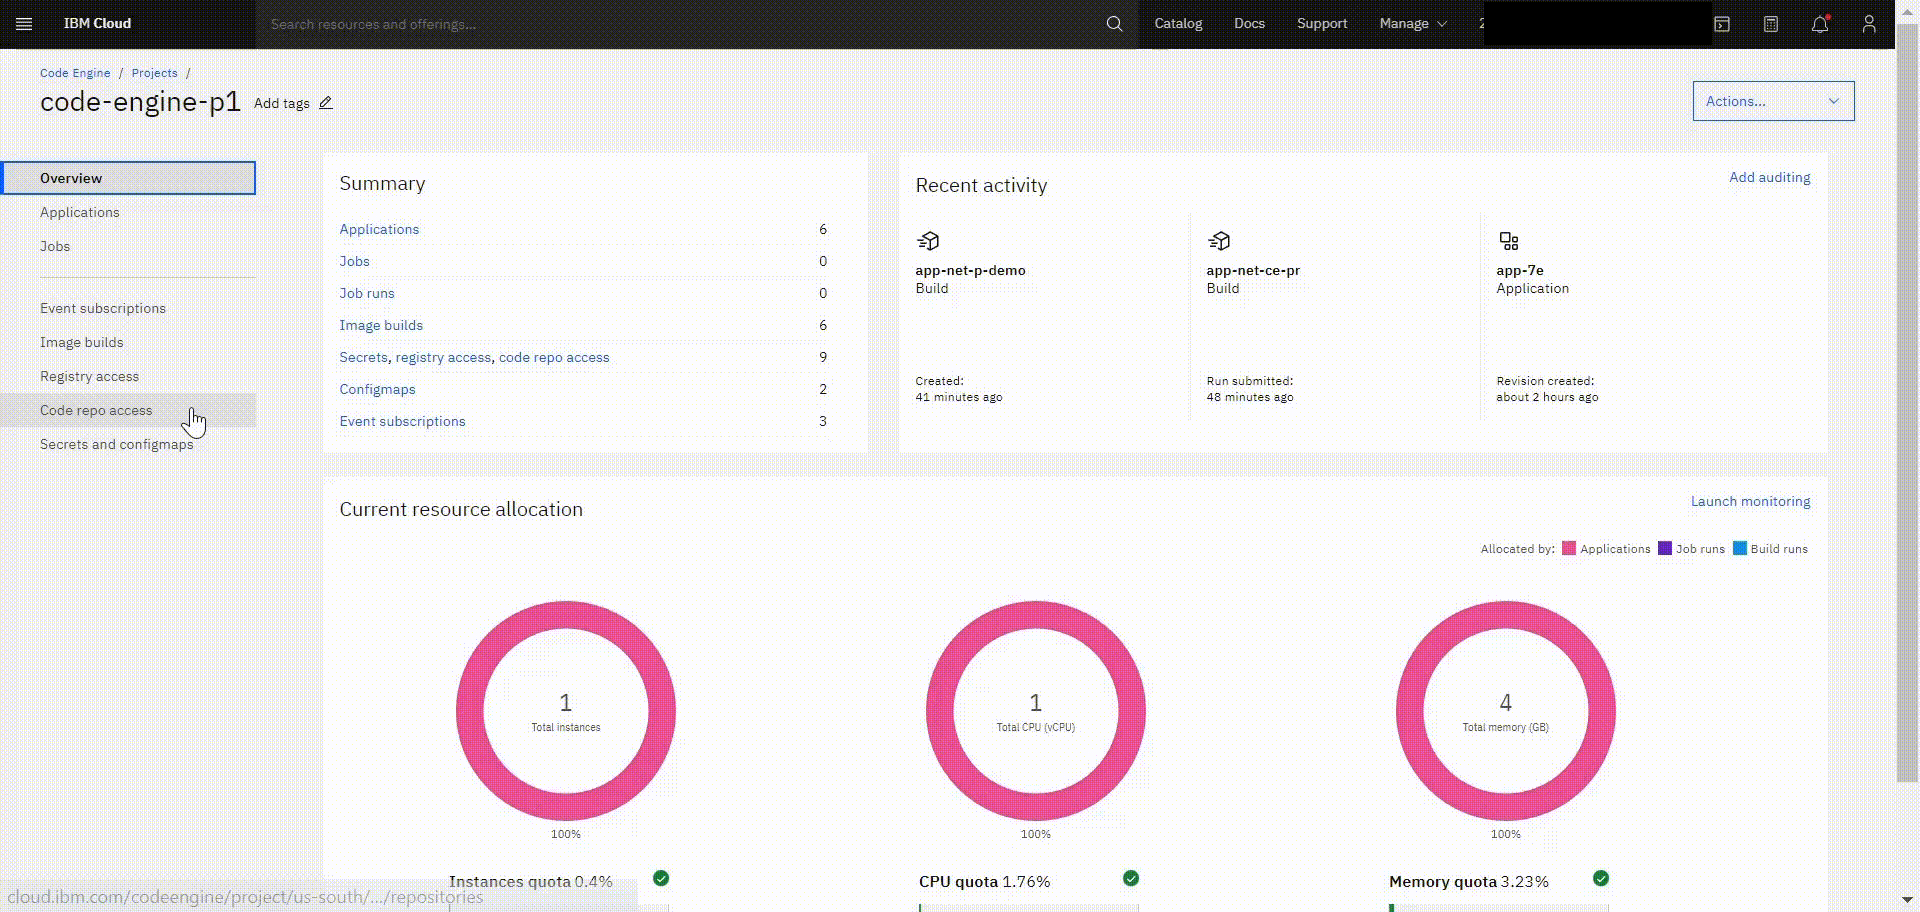 IBM Cloud
Search resources and offerings...
Catalog Docs Support Manage
Code Engine / Projects /
code-engine-p1 Add tags
Actions...
Overview
Applications
Jobs
Event subscriptions
Image builds
Registry access
Code repo access
Secrets and configmaps
Summary
Applications 6
Jobs 0
Job runs 0
Image builds 6
Secrets, registry access, code repo access 9
Configmaps 2
Event subscriptions 3
Recent activity Add auditing
app-net-p-demo
Build
Created:
41 minutes ago
app-net-ce-pr
Build
Run submitted:
48 minutes ago
app-7e
Application
Revision created:
about 2 hours ago
Current resource allocation Launch monitoring
Allocated by: Applications Job runs Build runs
1
Total instances
100%
1
Total CPU (vCPU)
100%
4
Total memory (GB)
100%
Instances quota 0.4%
CPU quota 1.76%
Memory quota 3.23%
cloud.ibm.com/codeengine/project/us-south/.../repositories